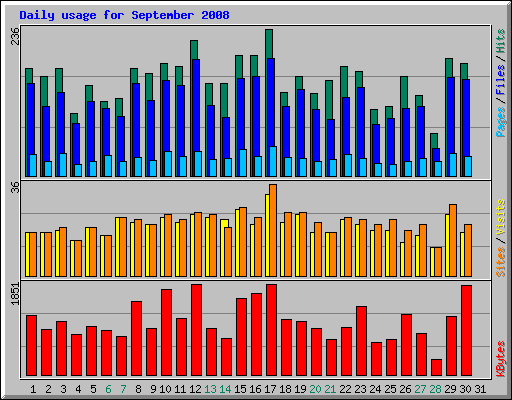 Daily usage for September 2008
236
Pages / Files / Hits
36
Sites / Visits
1851
KBytes
1 2 3 4 5 6 7 8 9 10 11 12 13 14 15 16 17 18 19 20 21 22 23 24 25 26 27 28 29 30 31